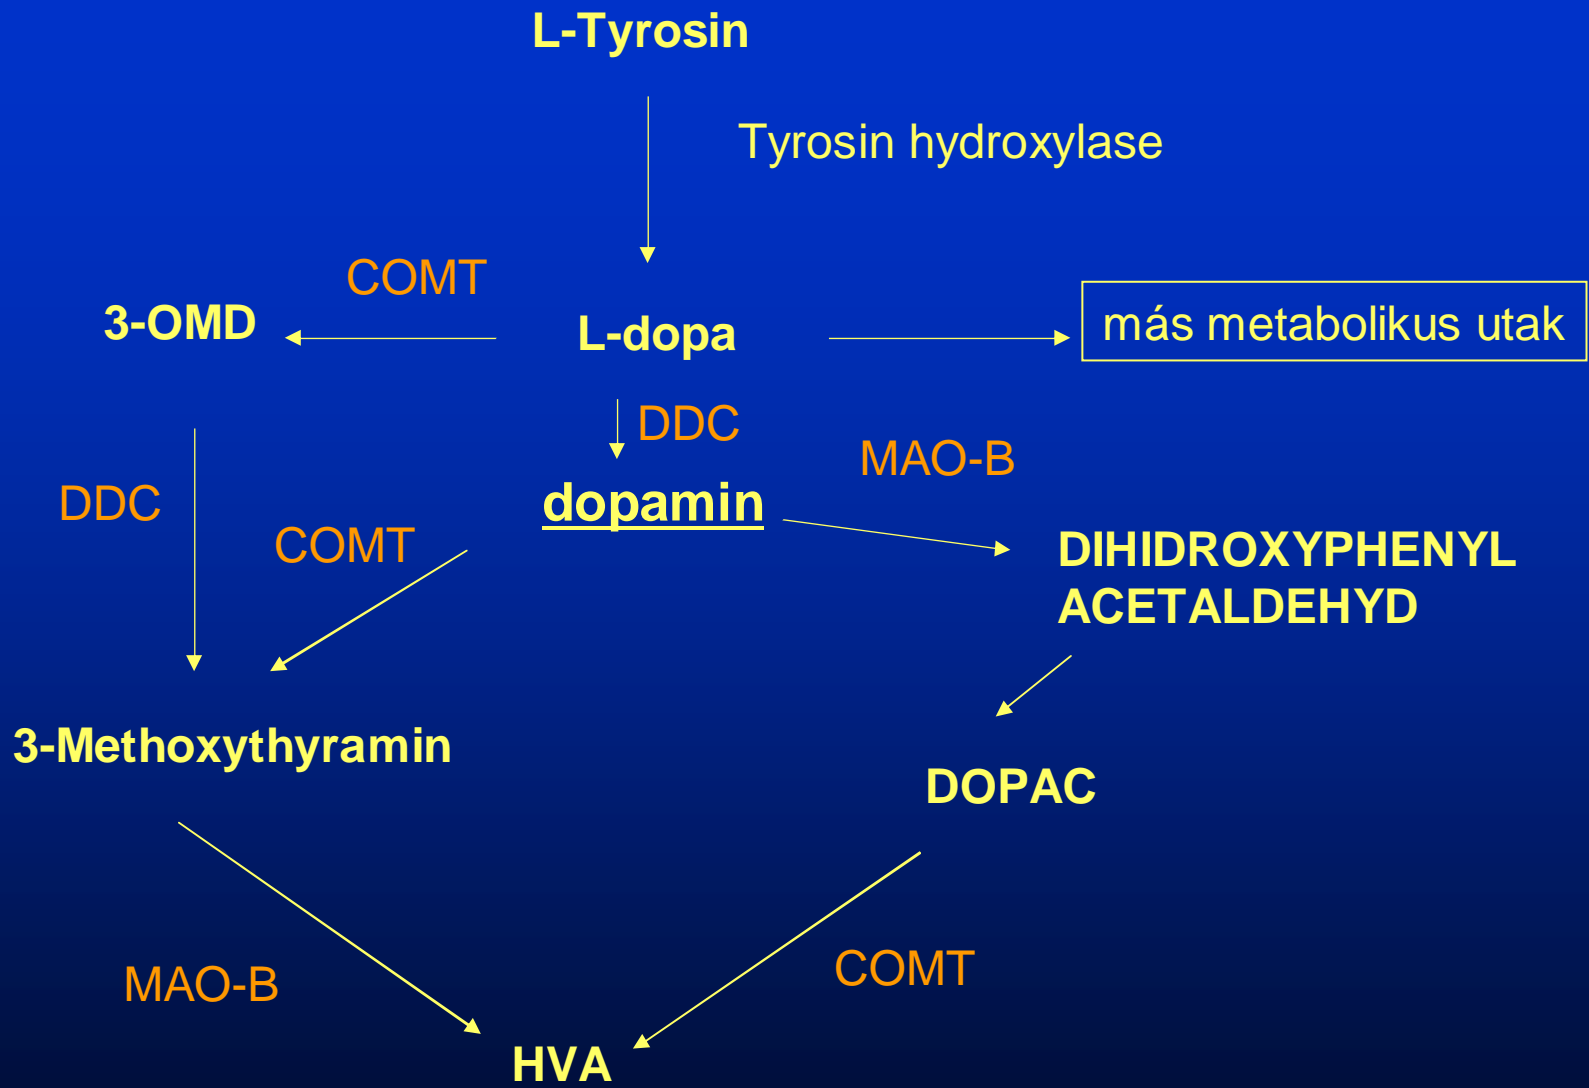 L-Tyrosin
Tyrosin hydroxylase
COMT
3-OMD
L-dopa
más metabolikus utak
DDC
MAO-B
DDC
dopamin
COMT
DIHIDROXYPHENYL
ACETALDEHYD
3-Methoxythyramin
DOPAC
MAO-B
COMT
HVA